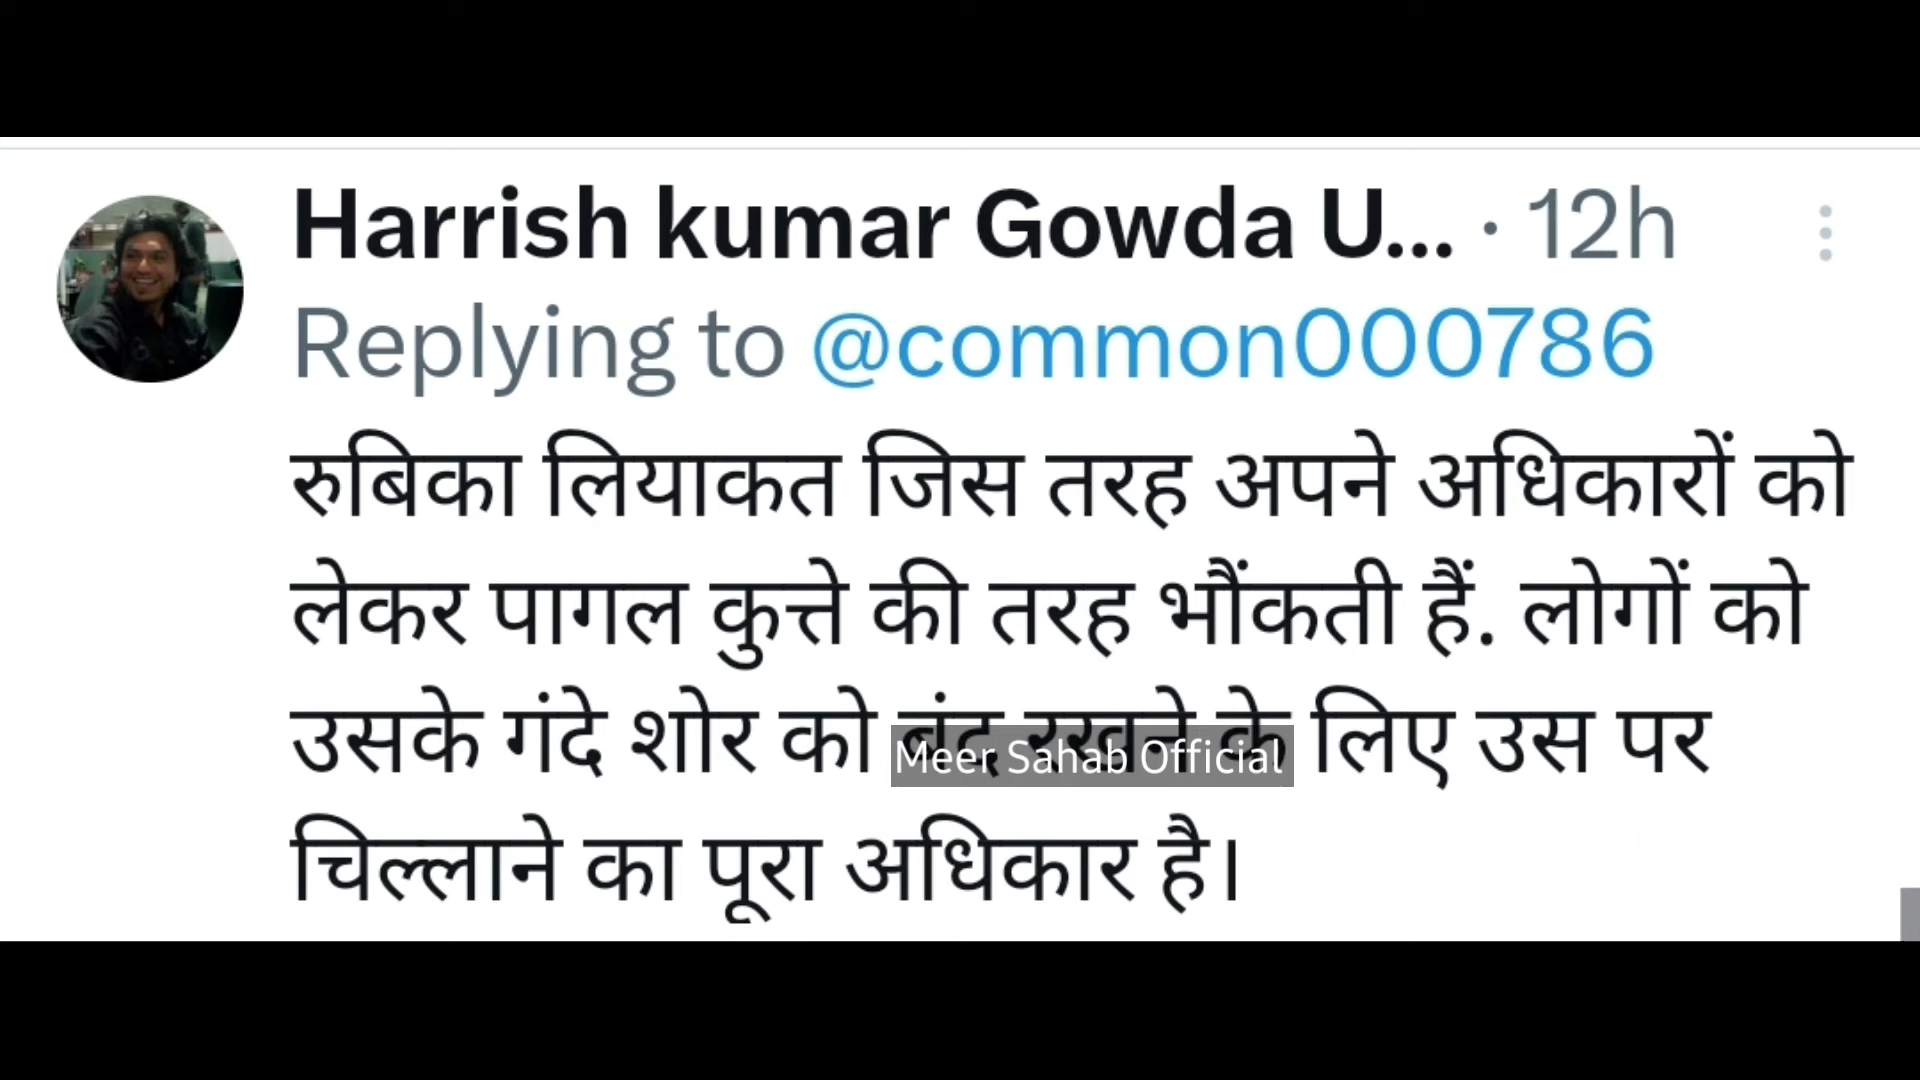 Harrish kumar Gowda U... · 12h
Replying to @common000786
रुबिका लियाकत जिस तरह अपने अधिकारों को
लेकर पागल कुत्ते की तरह भौंकती हैं. लोगों को
उसके गंदे शोर को बंद रखने के लिए उस पर
Meer Sahab Official
चिल्लाने का पूरा अधिकार है।